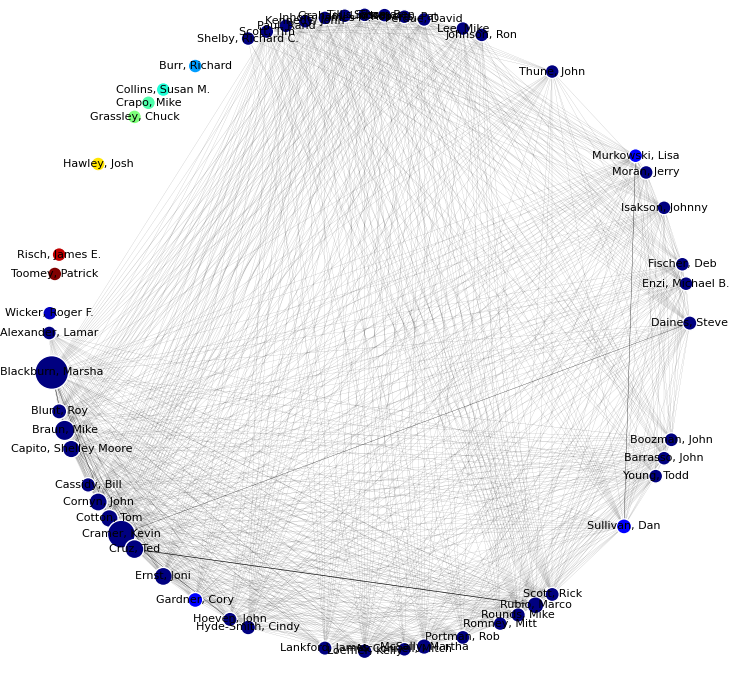 Lee, Mike
Johnson, Ron
Shelby, Richard C.
Burr, Richard
Thune, John
Collins, Susan M.
Crapo, Mike
Grassley, Chuck
Murkowski, Lisa
Hawley, Josh
Moran, Jerry
Isakson, Johnny
Risch, James E.
Fischer, Deb
Toomey, Patrick
Enzi, Michael B.
Wicker, Roger F.
Daines, Steve
Alexander, Lamar
Blackburn, Marsha
Blunt, Roy
Braun, Mike
Boozman, John
Capito, Shelley Moore
Barrasso, John
Young, Todd
Cassidy, Bill
Cornyn, John
Cotton, Tom
Sullivan, Dan
Cramer, Kevin
Cruz, Ted
Ernst, Joni
Scott, Rick
Gardner, Cory
Rubio, Marco
Rounds, Mike
Hoeven, John
Romney, Mitt
Hyde-Smith, Cindy
Portman, Rob
McSally, Martha